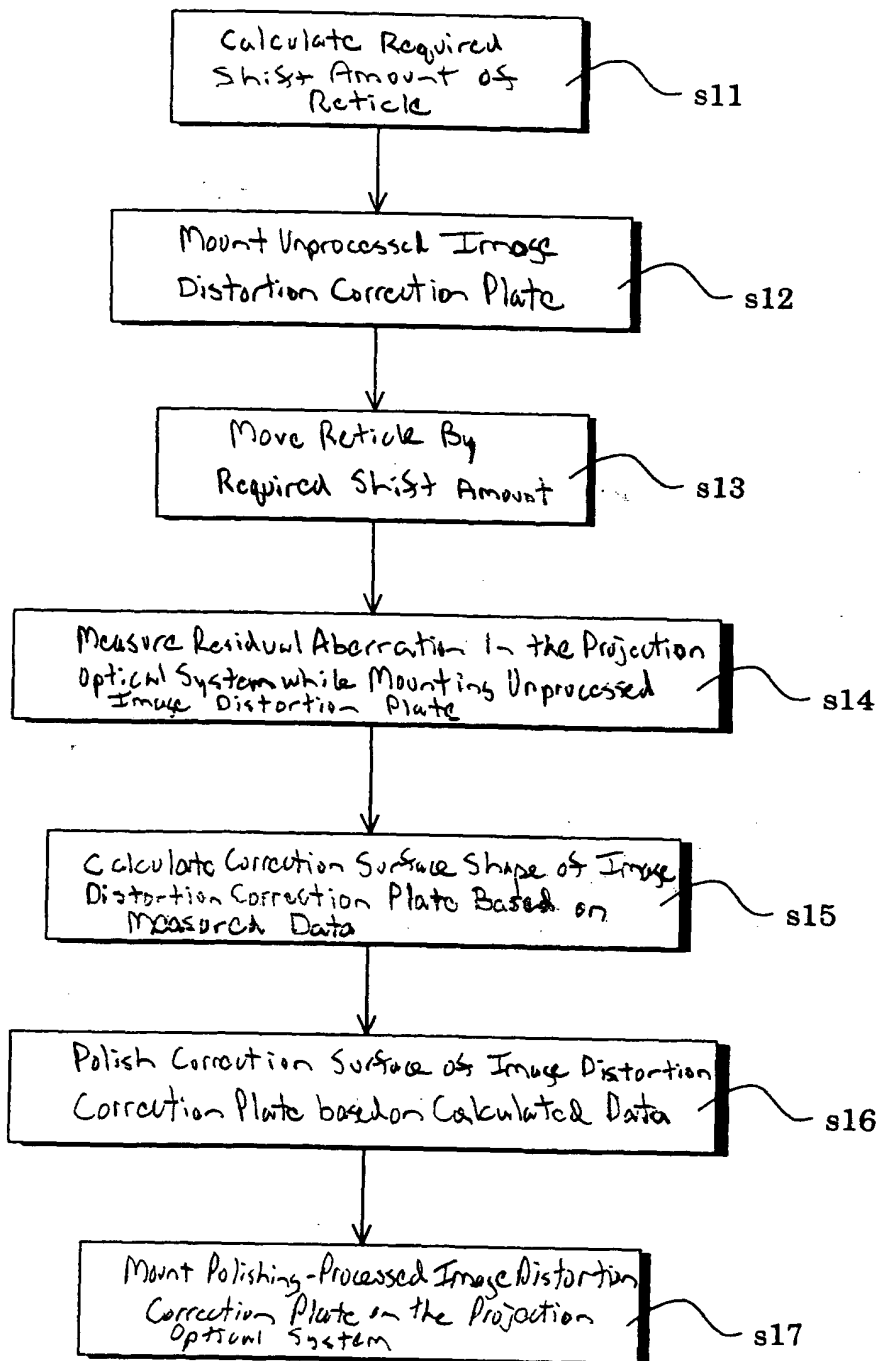 Calculate Required
Shift Amount of
Reticle
s11
Mount Unprocessed Image
Distortion Correction Plate
s12
Move Reticle By
Required Shift Amount
s13
Measure Residual Aberration In the Projection
Optical System while Mounting Unprocessed
Image Distortion Plate
s14
Calculate Correction Surface Shape of Image
Distortion Correction Plate Based on
Measured Data
s15
Polish Correction Surface of Image Distortion
Correction Plate based on Calculated Data
s16
Mount Polishing-Processed Image Distortion
Correction Plate on the Projection
Optical System
s17